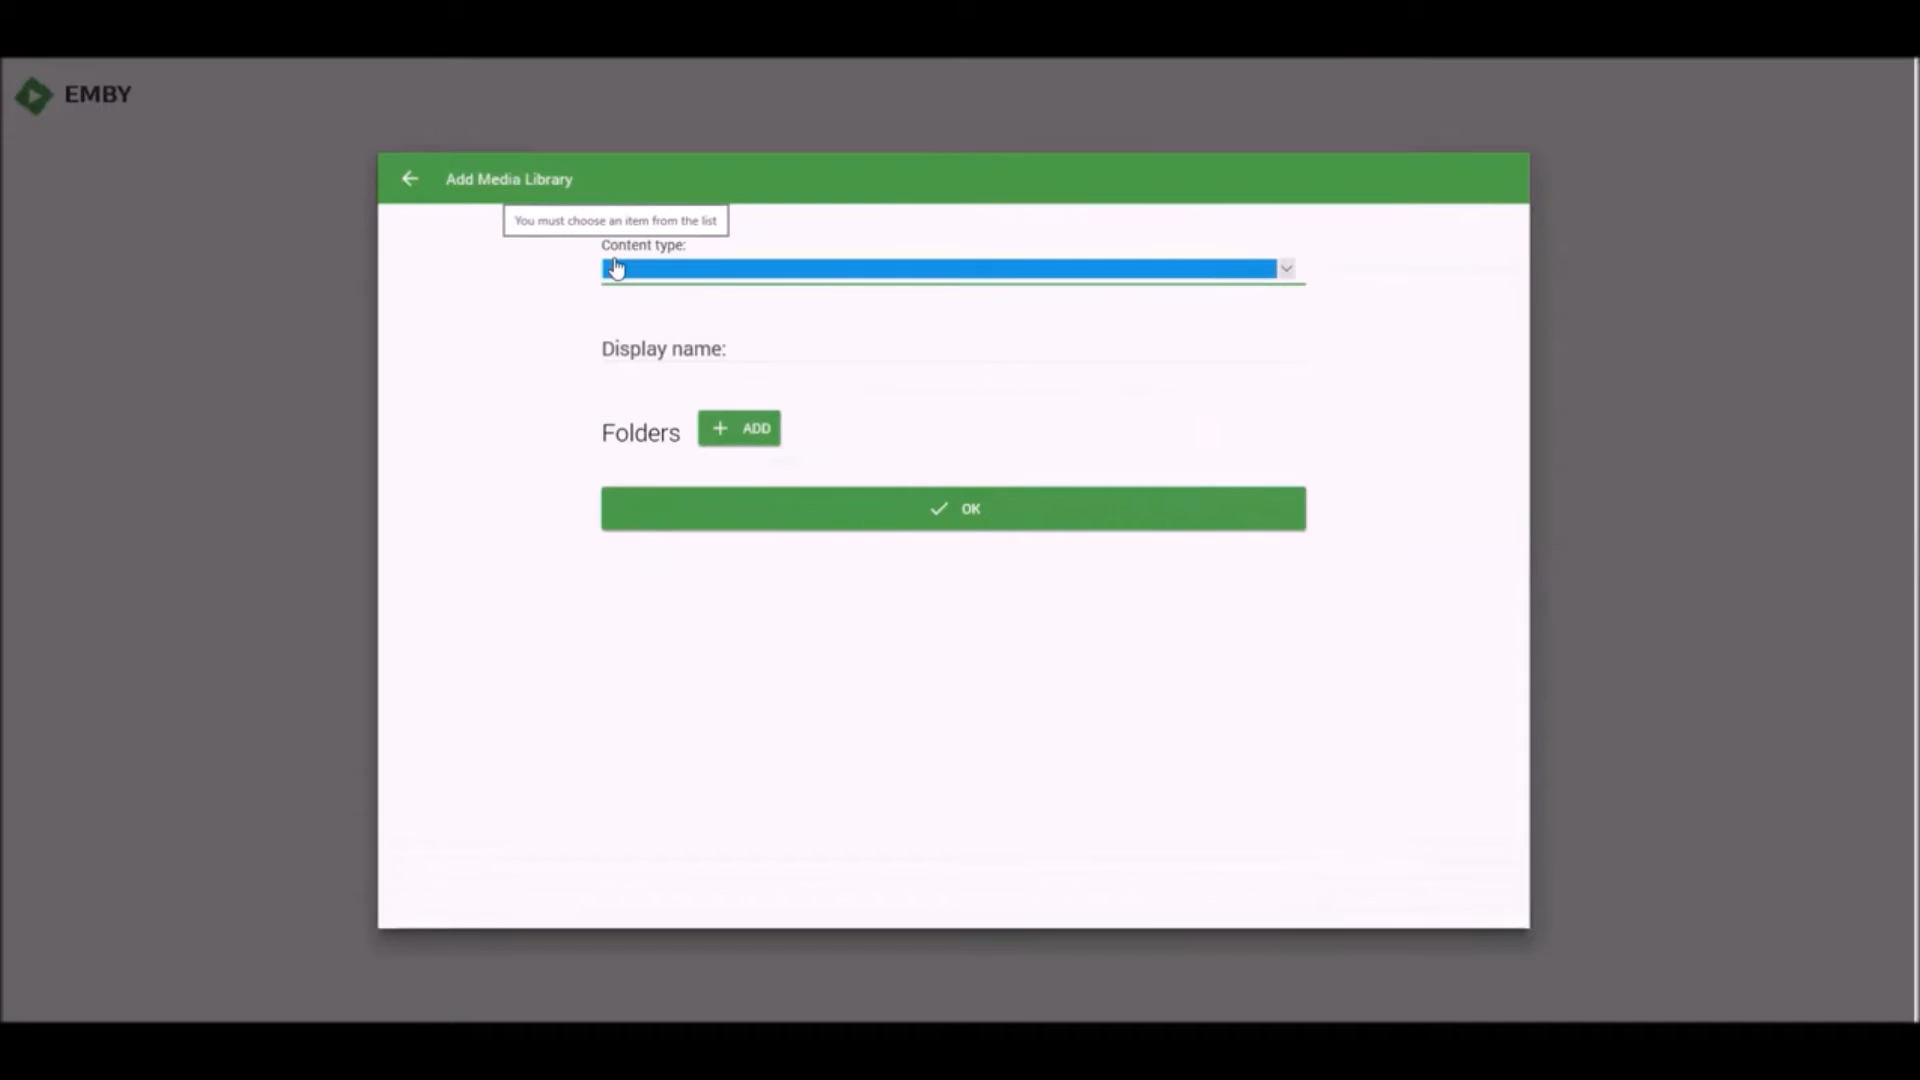 EMBY
Add Media Library
You must choose an item from the list
Content type:
Display name:
Folders
ADD
OK